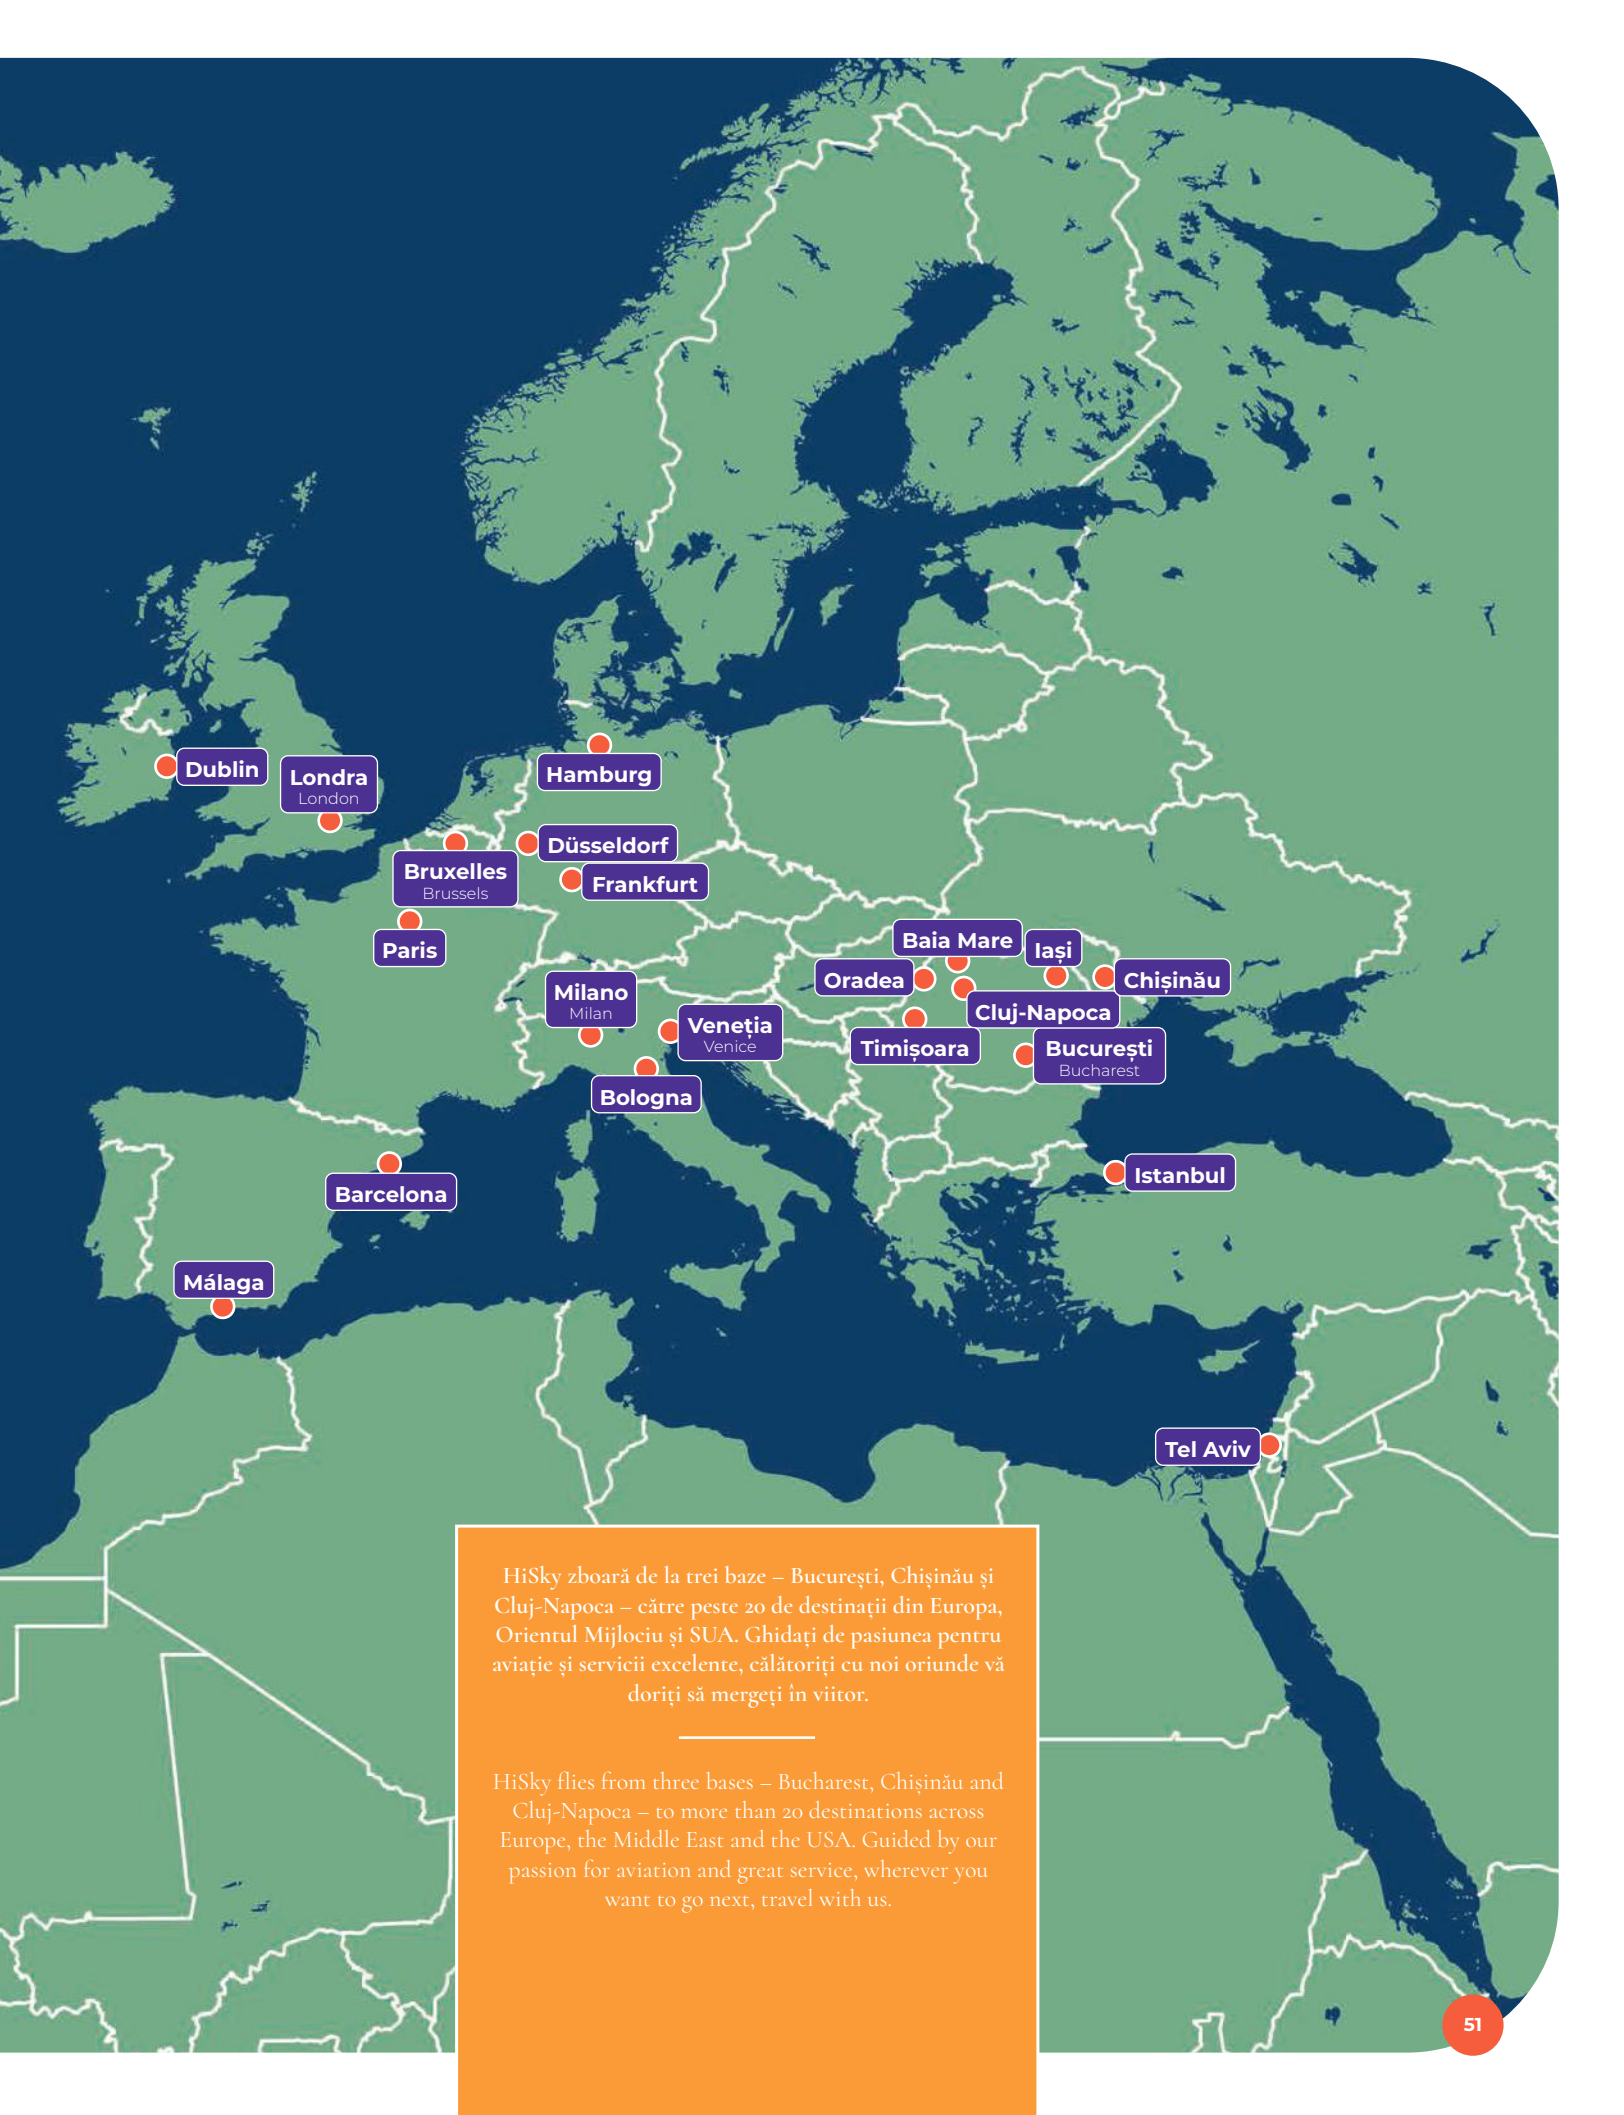 Dublin
Londra
London
Hamburg
Düsseldorf
Bruxelles
Brussels
Frankfurt
Paris
Baia Mare
Iași
Oradea
Chișinău
Milano
Milan
Cluj-Napoca
Veneția
Venice
Timișoara
București
Bucharest
Bologna
Istanbul
Barcelona
Málaga
Tel Aviv
HiSky zboară de la trei baze – București, Chișinău și
Cluj-Napoca – către peste 20 de destinații din Europa,
Orientul Mijlociu și SUA. Ghidați de pasiunea pentru
aviație și servicii excelente, călătoriți cu noi oriunde vă
doriți să mergeți în viitor.
HiSky flies from three bases – Bucharest, Chișinău and
Cluj-Napoca – to more than 20 destinations across
Europe, the Middle East and the USA. Guided by our
passion for aviation and great service, wherever you
want to go next, travel with us.
51